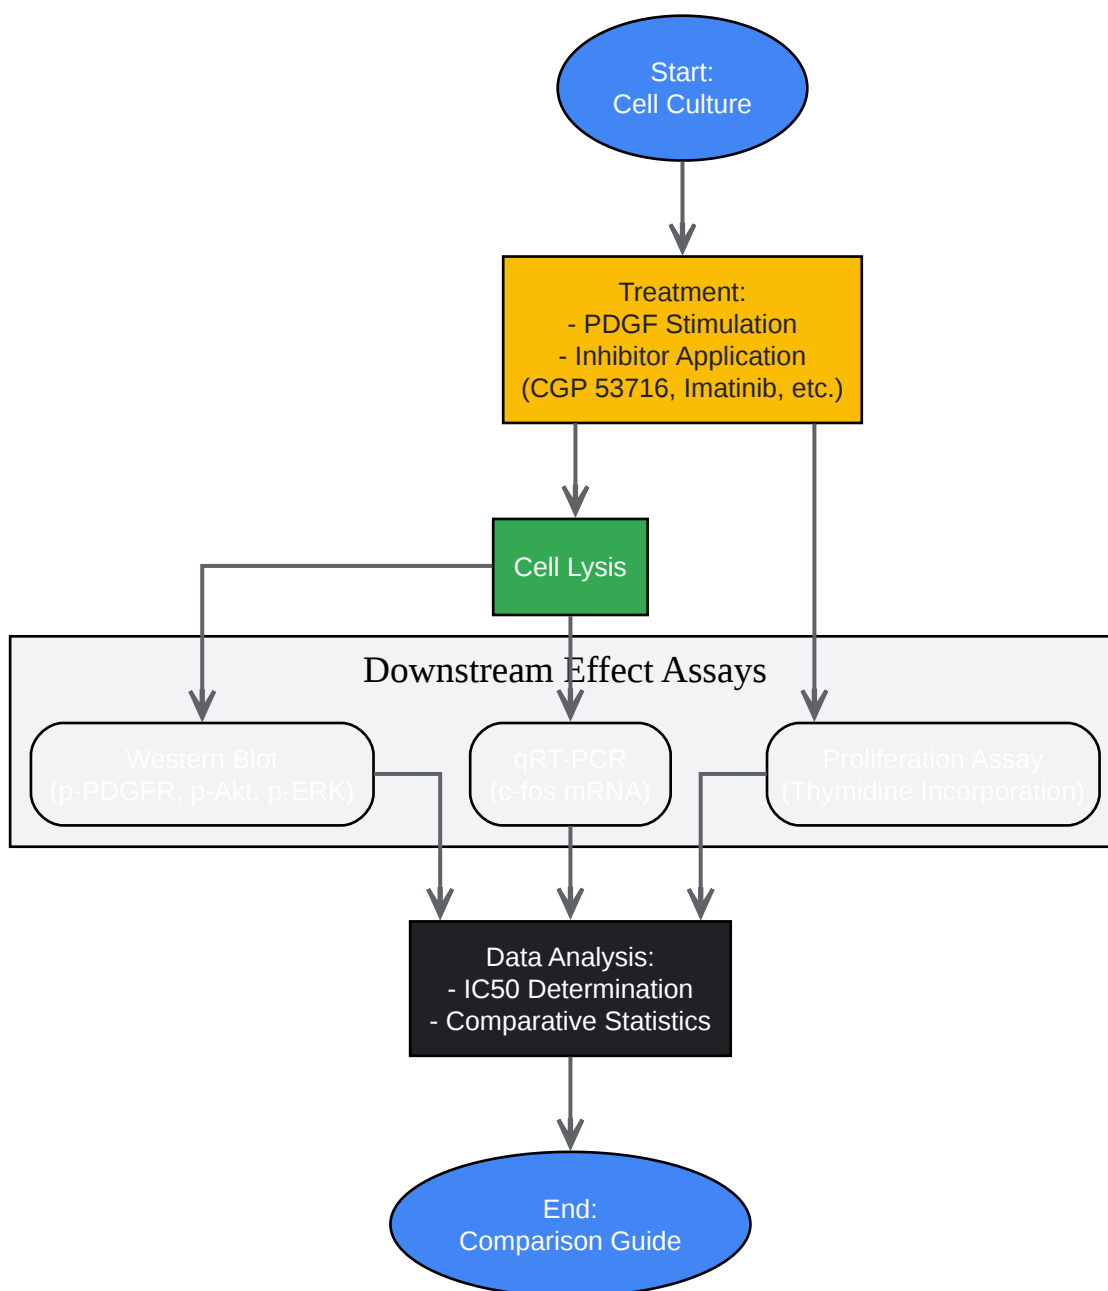 Start:
Cell Culture
Treatment:
- PDGF Stimulation
- Inhibitor Application
(CGP 53716, Imatinib, etc.)
Cell Lysis
Downstream Effect Assays
Western Blot
(p-PDGFR, p-Akt, p-ERK)
qRT-PCR
(c-fos mRNA)
Proliferation Assay
(Thymidine Incorporation)
Data Analysis:
- IC50 Determination
- Comparative Statistics
End:
Comparison Guide